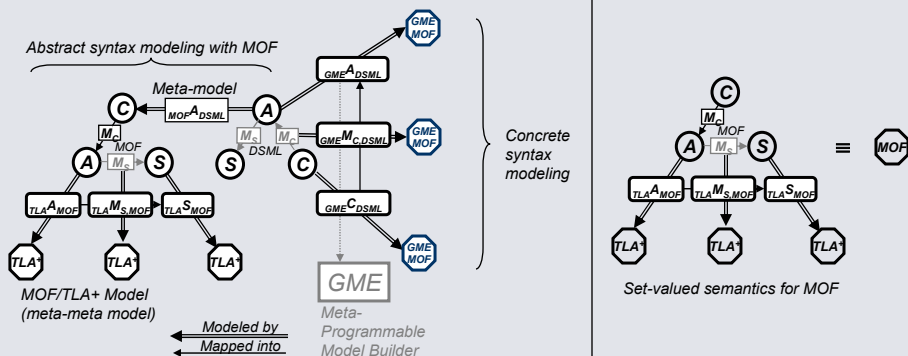 Abstract syntax modeling with MOF
GME
MOF
GMEADSML
Meta-model
C
MOFADSML
A
MC
MS
MC
GMEMC,DSML
GME
MOF
Concrete
syntax
modeling
MOF
A
MS
S
S
DSML
C
TLAAMOF
TLAMS,MOF
TLASMOF
GMECDSML
GME
MOF
TLA+
TLA+
TLA+
GME
MOF/TLA+ Model
(meta-meta model)
Meta-
Programmable
Model Builder
Modeled by
Mapped into
C
MC
MOF
A
MS
S
≡
MOF
TLAAMOF
TLAMS,MOF
TLASMOF
TLA+
TLA+
TLA+
Set-valued semantics for MOF